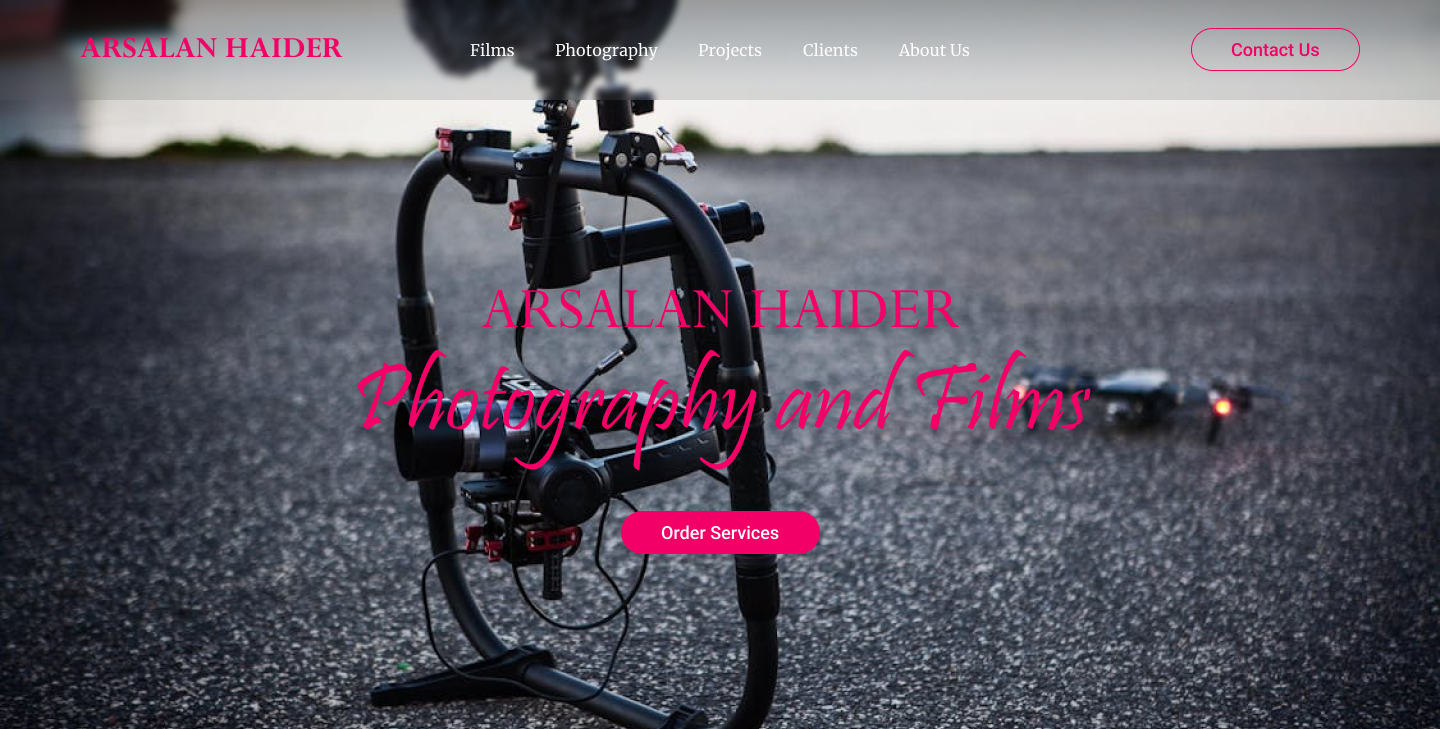 ARSALAN HAIDER
Films
Photography
Projects
Clients
About Us
Contact Us
ARSALAN HAIDER
Photography and Films
Order Services